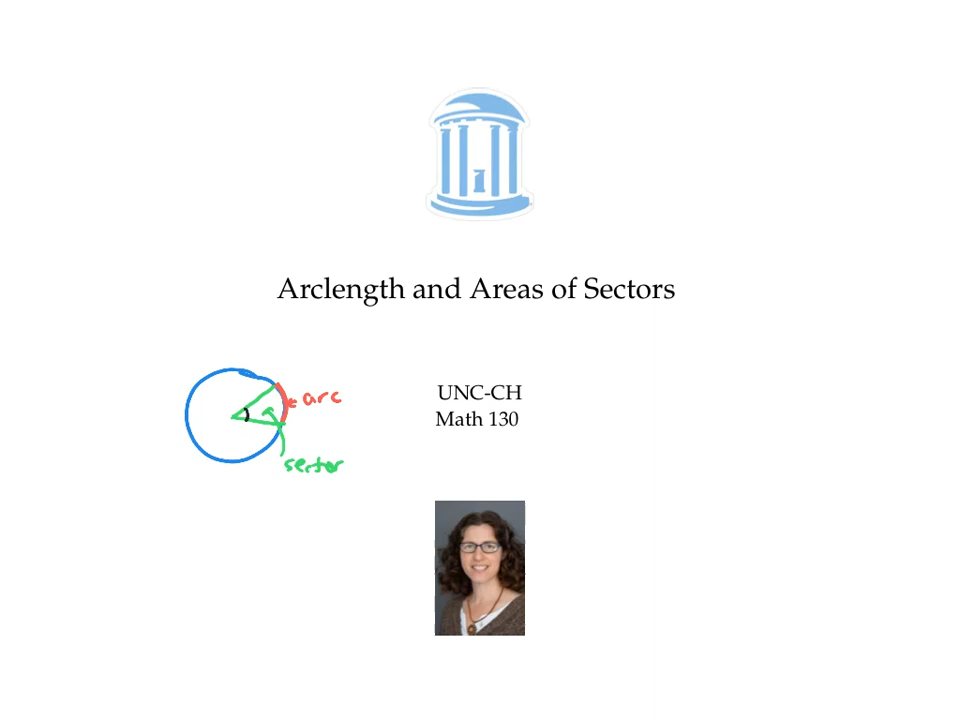 Arclength and Areas of Sectors
UNC-CH
Math 130
arc
sector